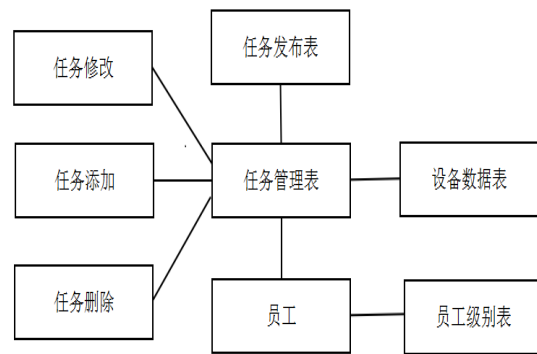 任务发布表
任务修改
任务添加
任务管理表
设备数据表
任务删除
员工
员工级别表